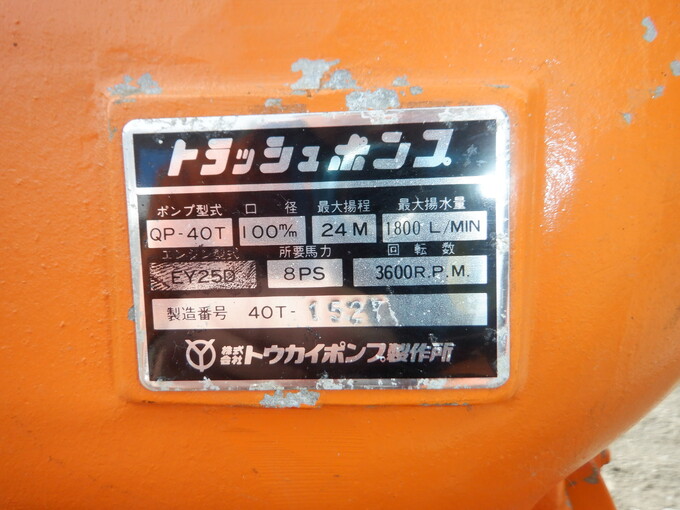 トラッシュポンプ
ポンプ型式 口径 最大揚程 最大揚水量
QP-40T 100m/m 24M 1800 L/MIN
エンジン型式 所要馬力 回転数
EY25D 8PS 3600R.P.M.
製造番号 40T-1527
株式会社 トウカイポンプ製作所